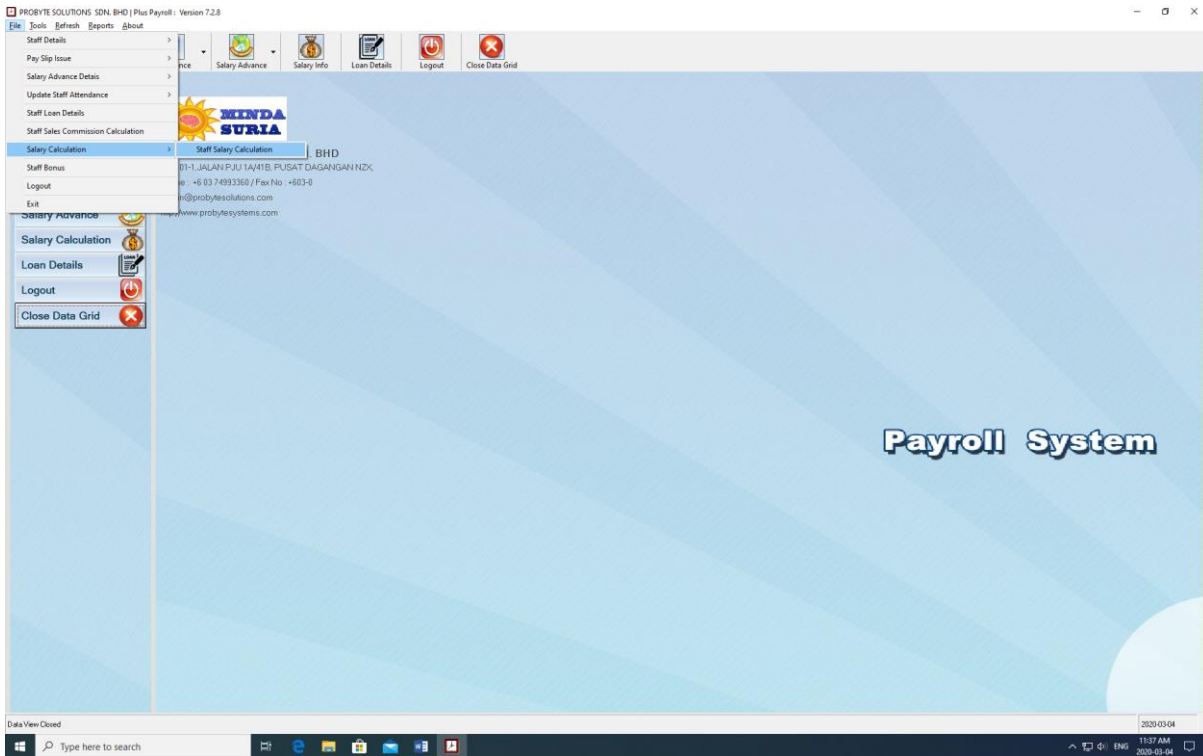 PROBYTE SOLUTIONS SDN. BHD | Plus Payroll : Version 7.2.8
File Tools Refresh Reports About
Staff Details
Pay Slip Issue
Salary Advance Detais
Update Staff Attendance
Staff Loan Details
Staff Sales Commission Calculation
Salary Calculation
Staff Salary Calculation
Staff Bonus
Logout
Exit
Salary Advance
Salary Info
Loan Details
Logout
Close Data Grid
MINDA
SURIA
. BHD
01-1, JALAN PJU 1A/41B, PUSAT DAGANGAN NZX,
: +6 03 74993360 / Fax No : +603-0
@probytesolutions.com
www.probytesystems.com
Salary Advance
Salary Calculation
Loan Details
Logout
Close Data Grid
Payroll System
Data View Closed
2020-03-04
Type here to search
ENG
11:37 AM
2020-03-04